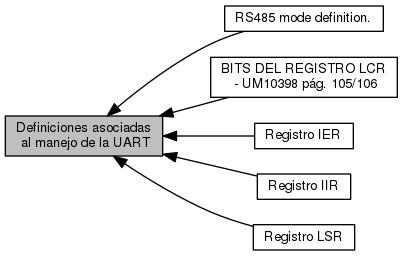 RS485 mode definition.
BITS DEL REGISTRO LCR
- UM10398 pág. 105/106
Definiciones asociadas
al manejo de la UART
Registro IER
Registro IIR
Registro LSR